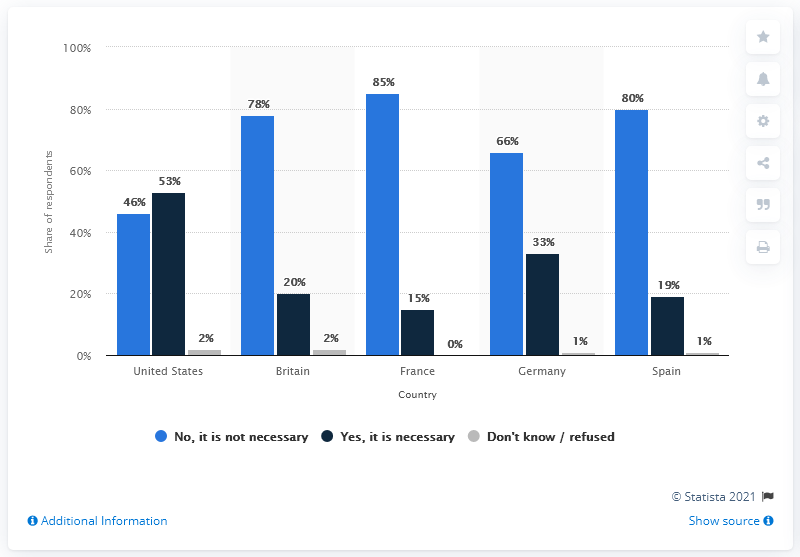 100%
80%
60%
40%
20%
0%
Share of respondents
46%
53%
2%
78%
20%
2%
85%
15%
0%
66%
33%
1%
80%
19%
1%
United States
Britain
France
Germany
Spain
Country
No, it is not necessary
Yes, it is necessary
Don't know / refused
© Statista 2021
Additional Information
Show source